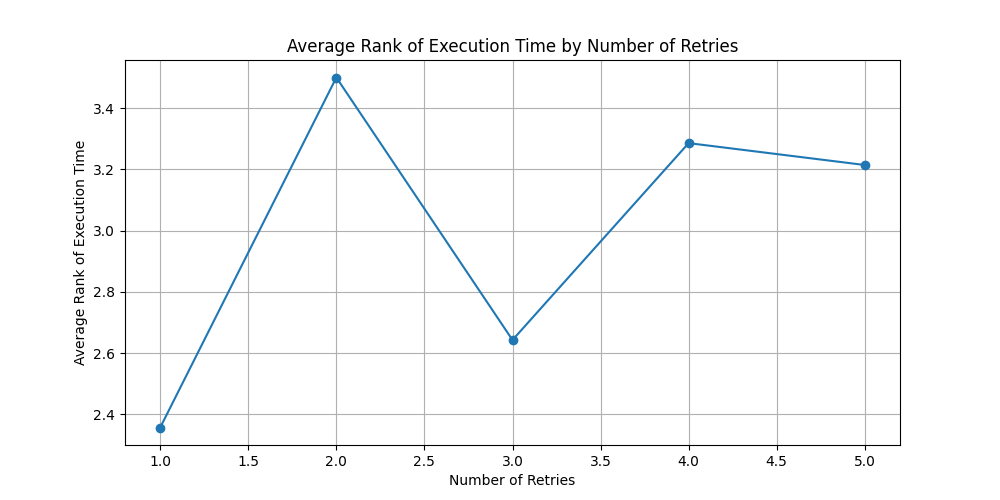 Average Rank of Execution Time by Number of Retries
Average Rank of Execution Time
3.4
3.2
3.0
2.8
2.6
2.4
1.0 1.5 2.0 2.5 3.0 3.5 4.0 4.5 5.0
Number of Retries